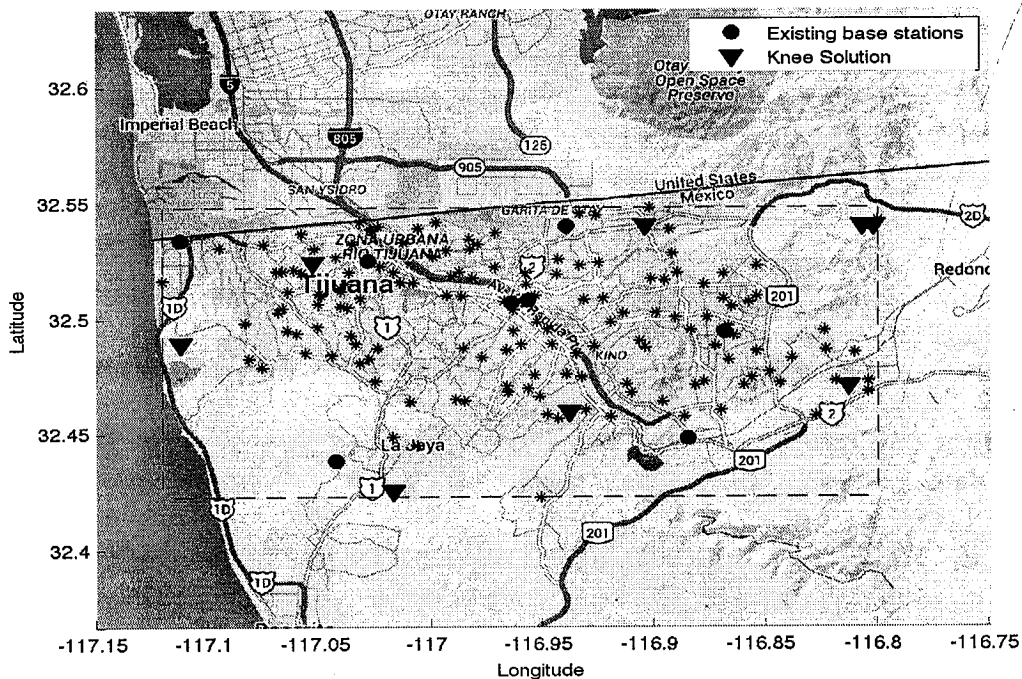 OTAY RANCH
Existing base stations
Knee Solution
Otay
Open Space
Preserve
5
Imperial Beach
805
125
905
SAN YSIDRO
United States
Mexico
GARITA DE
2D
ZONA URBANA
RIO TIJUANA
Tijuana
Redond
1D
1
201
KINO
2
La Joya
201
1
1D
201
1D
32.6
32.55
32.5
32.45
32.4
Latitude
-117.15
-117.1
-117.05
-117
-116.95
-116.9
-116.85
-116.8
-116.75
Longitude